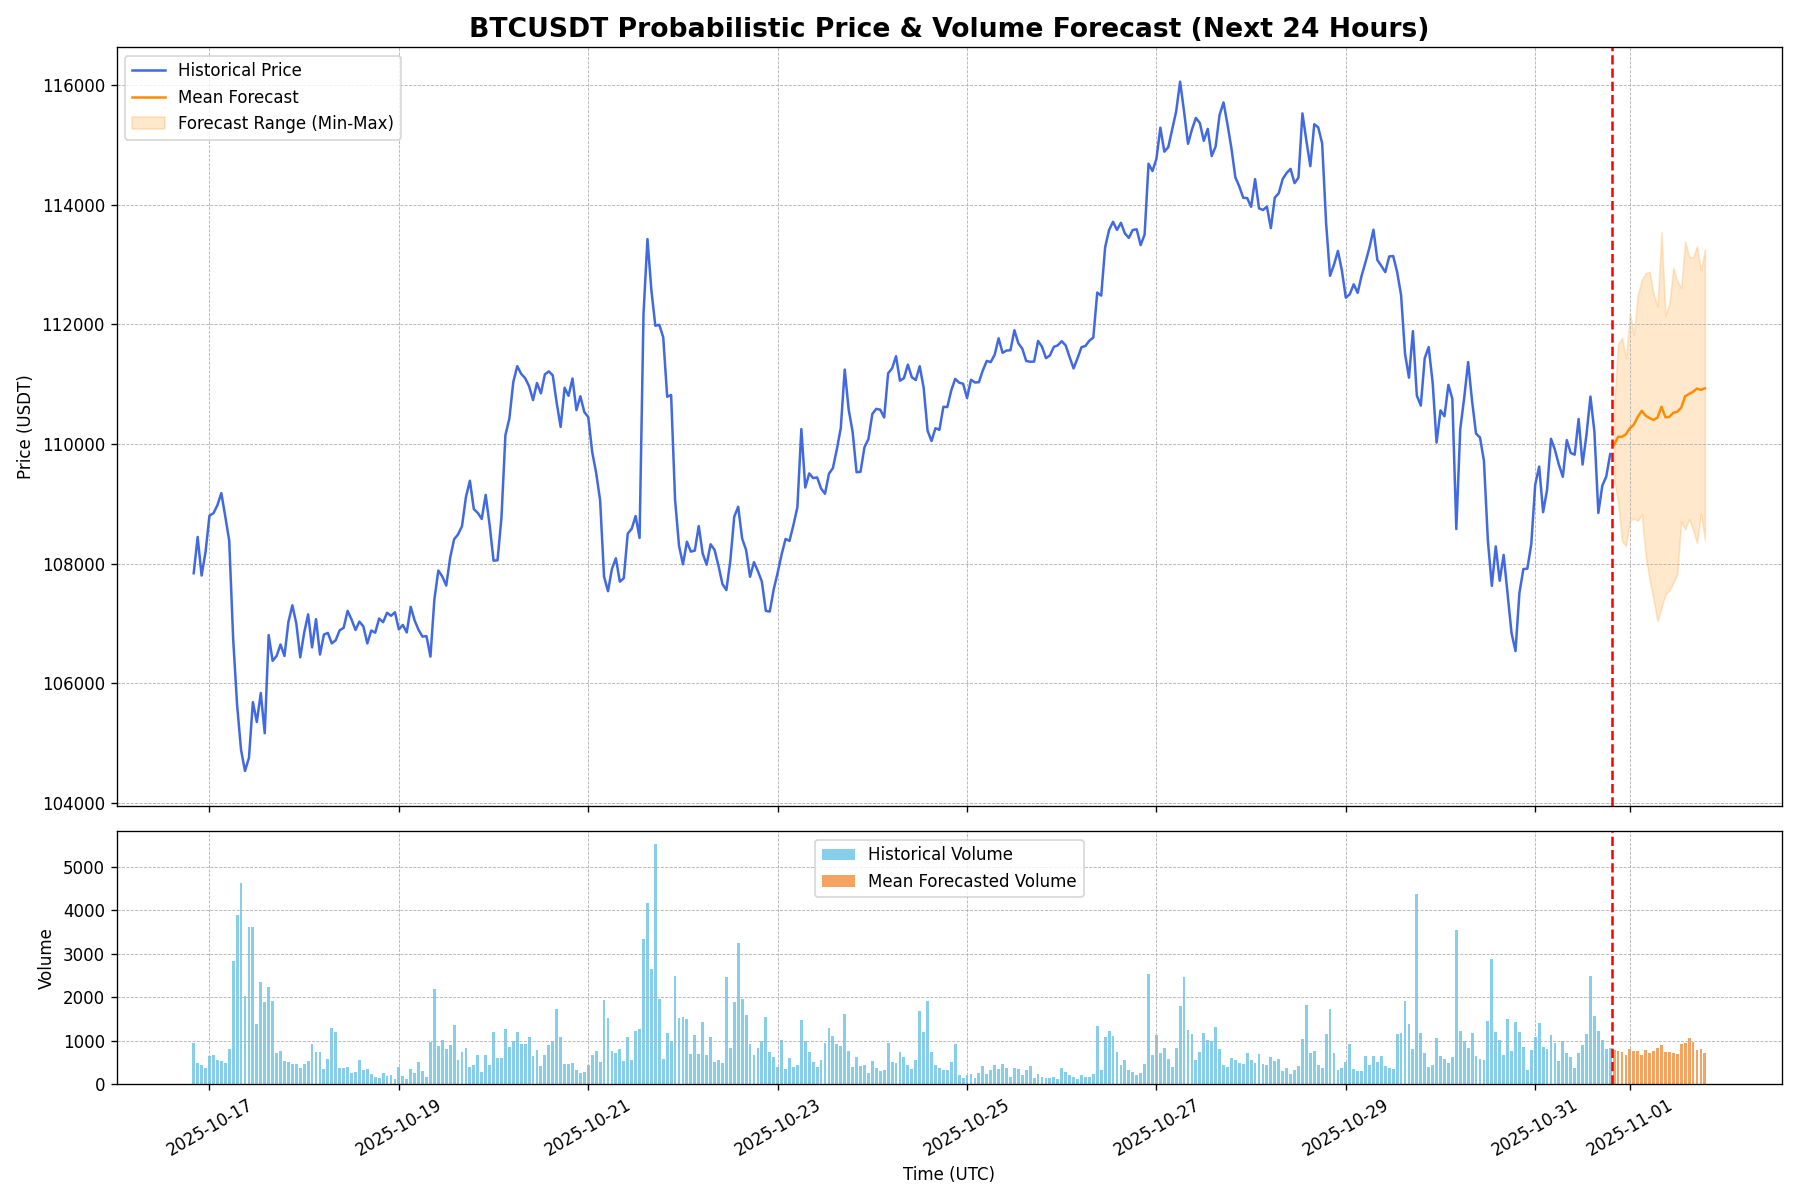 BTCUSDT Probabilistic Price & Volume Forecast (Next 24 Hours)
Historical Price
Mean Forecast
Forecast Range (Min-Max)
116000
114000
112000
110000
108000
106000
104000
Price (USDT)
Historical Volume
Mean Forecasted Volume
5000
4000
3000
2000
1000
0
Volume
2025-10-17
2025-10-19
2025-10-21
2025-10-23
2025-10-25
2025-10-27
2025-10-29
2025-10-31
2025-11-01
Time (UTC)